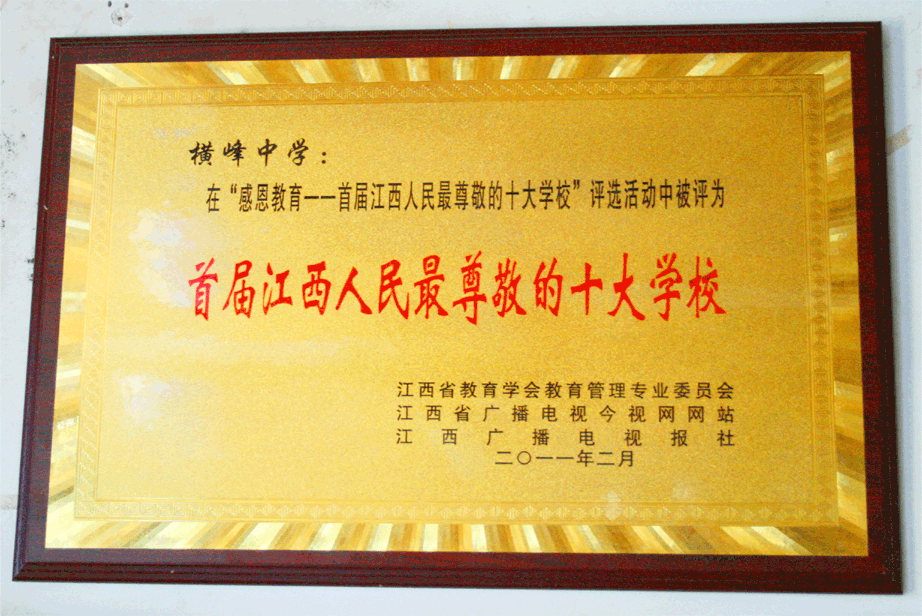 横峰中学：
在“感恩教育——首届江西人民最尊敬的十大学校”评选活动中被评为
首届江西人民最尊敬的十大学校
江西省教育学会教育管理专业委员会
江西省广播电视今视网网站
江西广播电视报社
二〇一一年二月